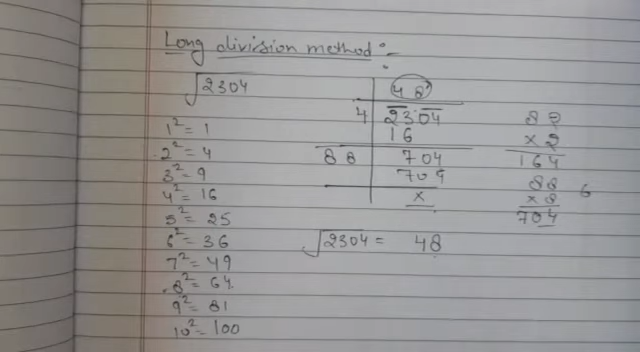 Long division method :-
√2304
48
4 2304
16
88 704
704
x
82
x 2
164
88 6
x 8
704
1² = 1
2² = 4
3² = 9
4² = 16
5² = 25
6² = 36
7² = 49
8² = 64
9² = 81
10² = 100
√2304 = 48